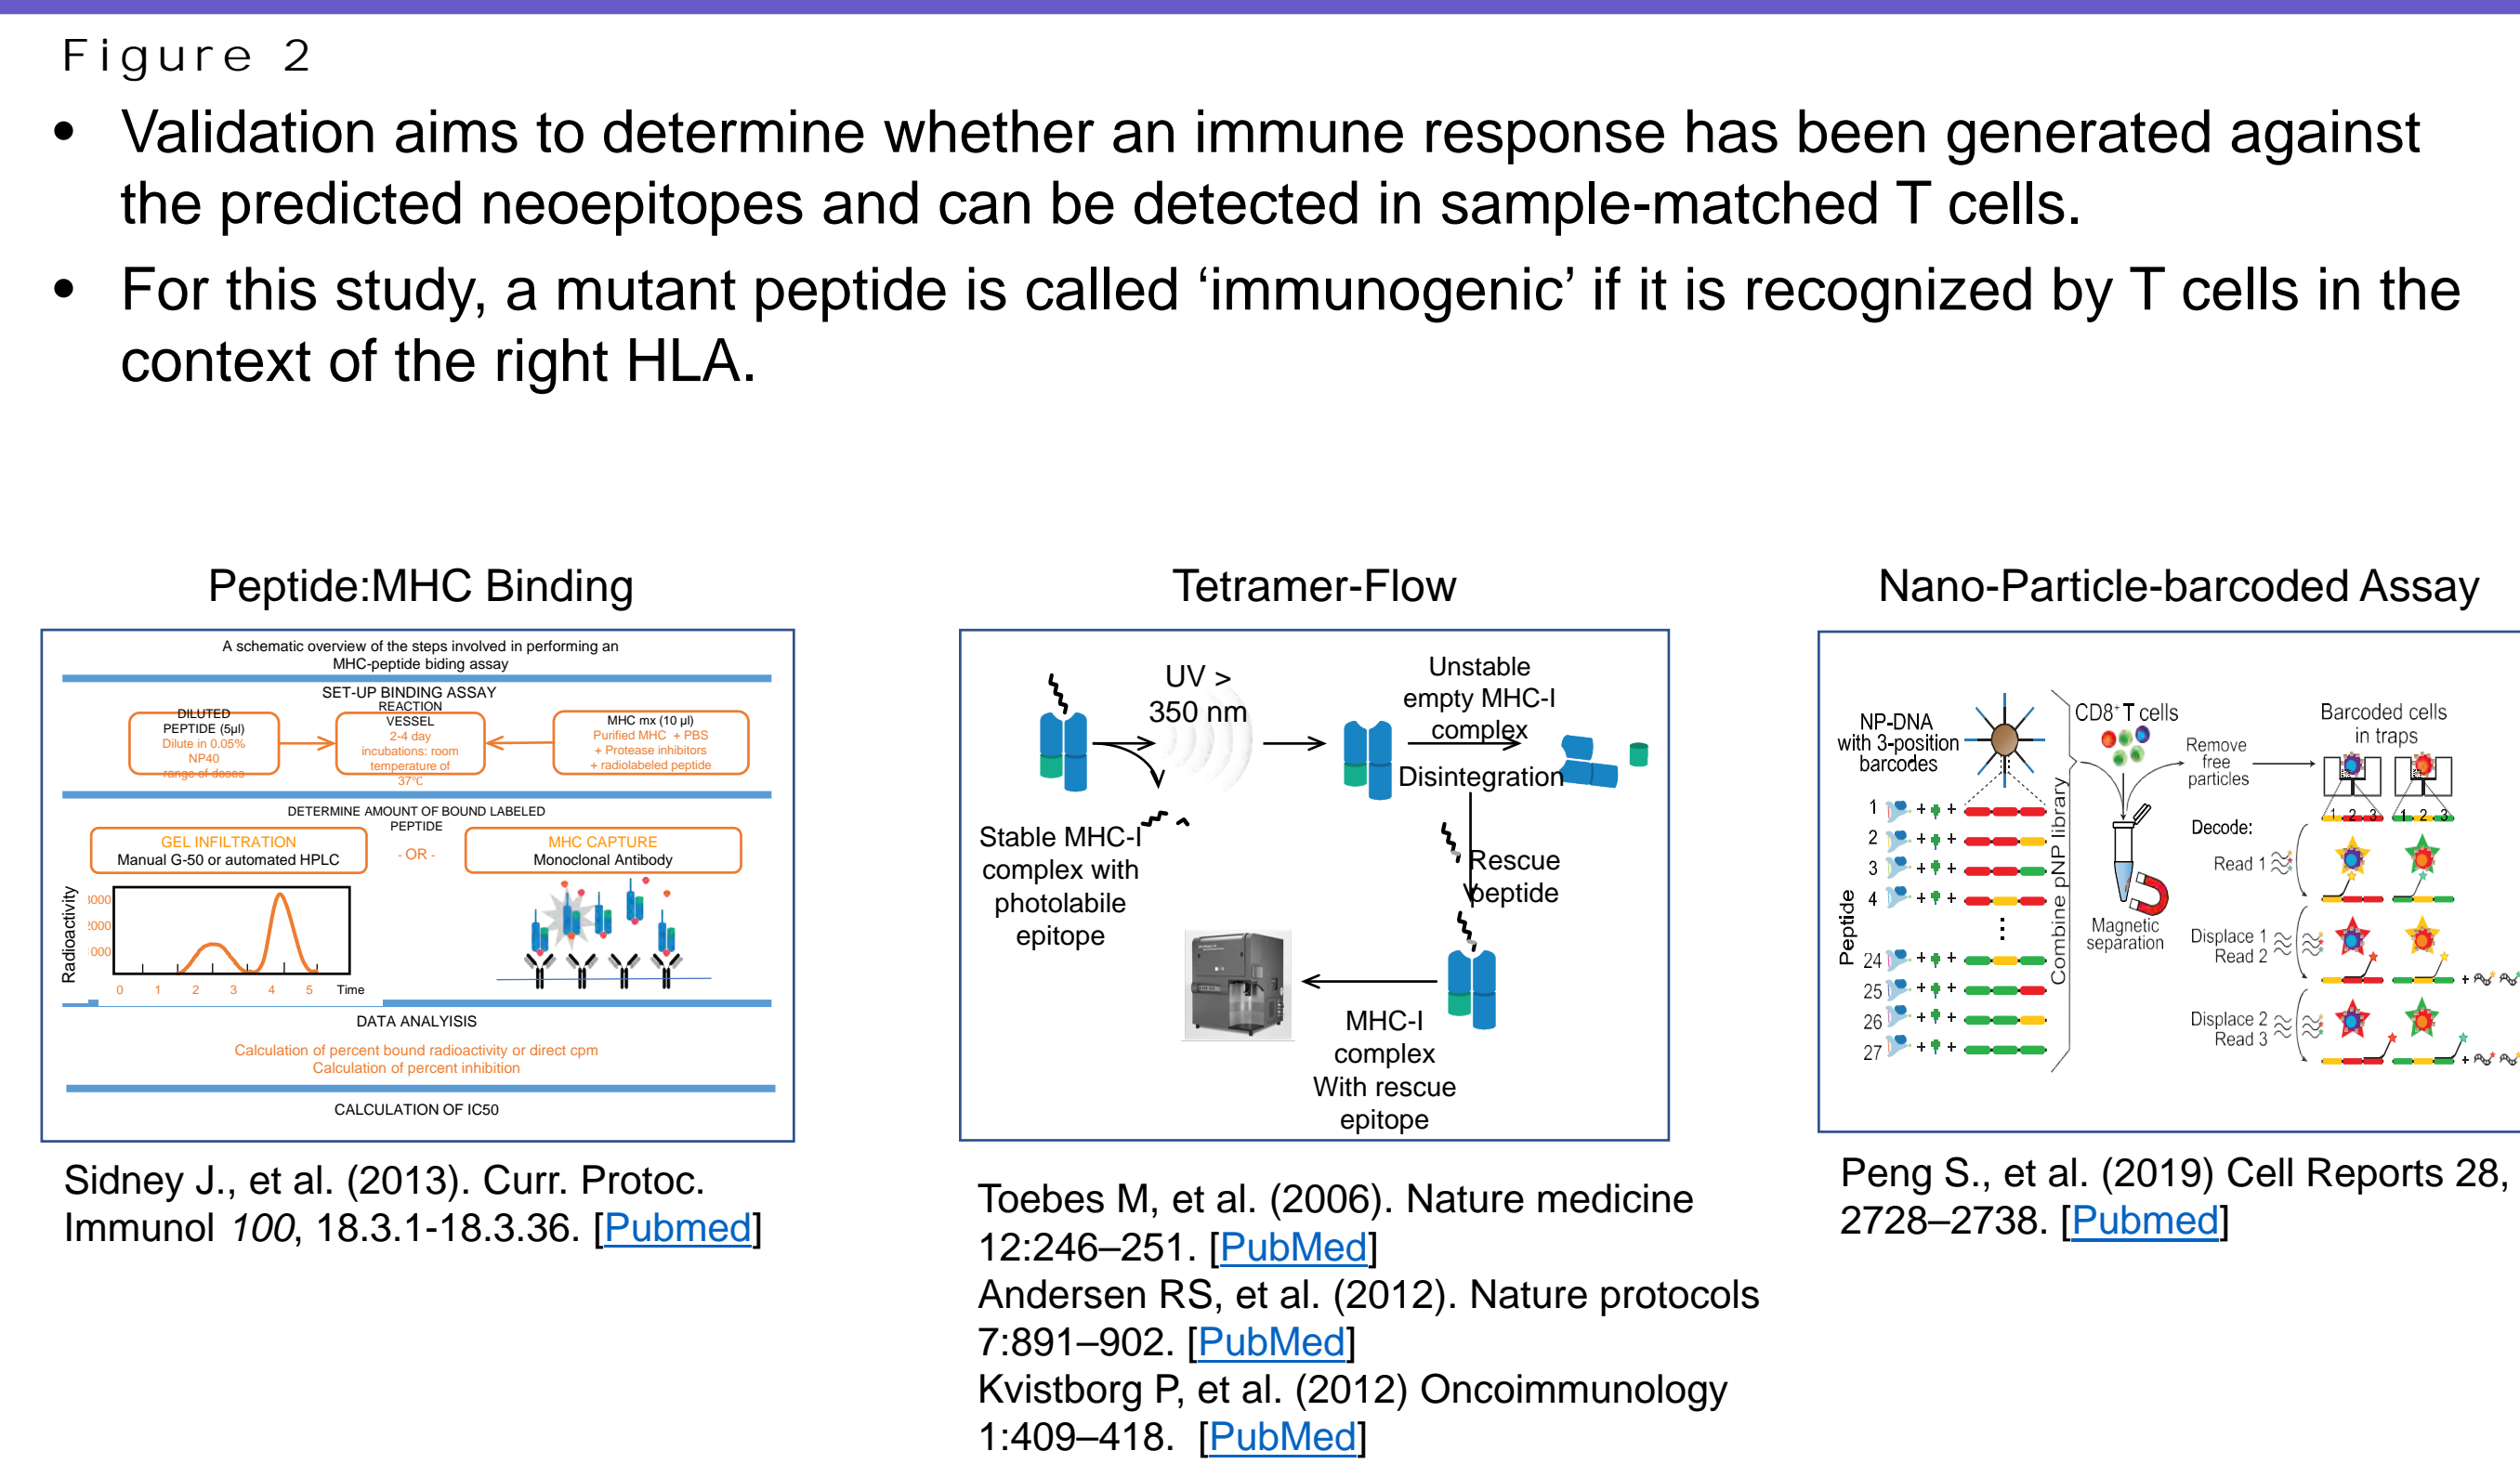 Figure 2
• Validation aims to determine whether an immune response has been generated against
the predicted neoepitopes and can be detected in sample-matched T cells.
• For this study, a mutant peptide is called ‘immunogenic’ if it is recognized by T cells in the
context of the right HLA.
Peptide:MHC Binding
A schematic overview of the steps involved in performing an
MHC-peptide biding assay
SET-UP BINDING ASSAY
DILUTED
PEPTIDE (5µl)
Dilute in 0.05%
NP40
range of doses
REACTION
VESSEL
2-4 day
incubations: room
temperature of
37°C
MHC mx (10 µl)
Purified MHC + PBS
+ Protease inhibitors
+ radiolabeled peptide
DETERMINE AMOUNT OF BOUND LABELED
PEPTIDE
GEL INFILTRATION
Manual G-50 or automated HPLC
- OR -
MHC CAPTURE
Monoclonal Antibody
Radioactivity
0 1 2 3 4 5 Time
DATA ANALYISIS
Calculation of percent bound radioactivity or direct cpm
Calculation of percent inhibition
CALCULATION OF IC50
Sidney J., et al. (2013). Curr. Protoc.
Immunol 100, 18.3.1-18.3.36. [Pubmed]
Tetramer-Flow
UV >
350 nm
Unstable
empty MHC-I
complex
Disintegration
Stable MHC-I
complex with
photolabile
epitope
Rescue
peptide
MHC-I
complex
With rescue
epitope
Toebes M, et al. (2006). Nature medicine
12:246–251. [PubMed]
Andersen RS, et al. (2012). Nature protocols
7:891–902. [PubMed]
Kvistborg P, et al. (2012) Oncoimmunology
1:409–418. [PubMed]
Nano-Particle-barcoded Assay
NP-DNA
with 3-position
barcodes
Peptide
1 + +
2 + +
3 + +
4 + +
⋮
24 + +
25 + +
26 + +
27 + +
Combine pNP library
CD8+ T cells
Magnetic
separation
Remove
free
particles
Barcoded cells
in traps
1 2 3 1 2 3
Decode:
Read 1
Displace 1
Read 2
+
Displace 2
Read 3
+
Peng S., et al. (2019) Cell Reports 28,
2728–2738. [Pubmed]